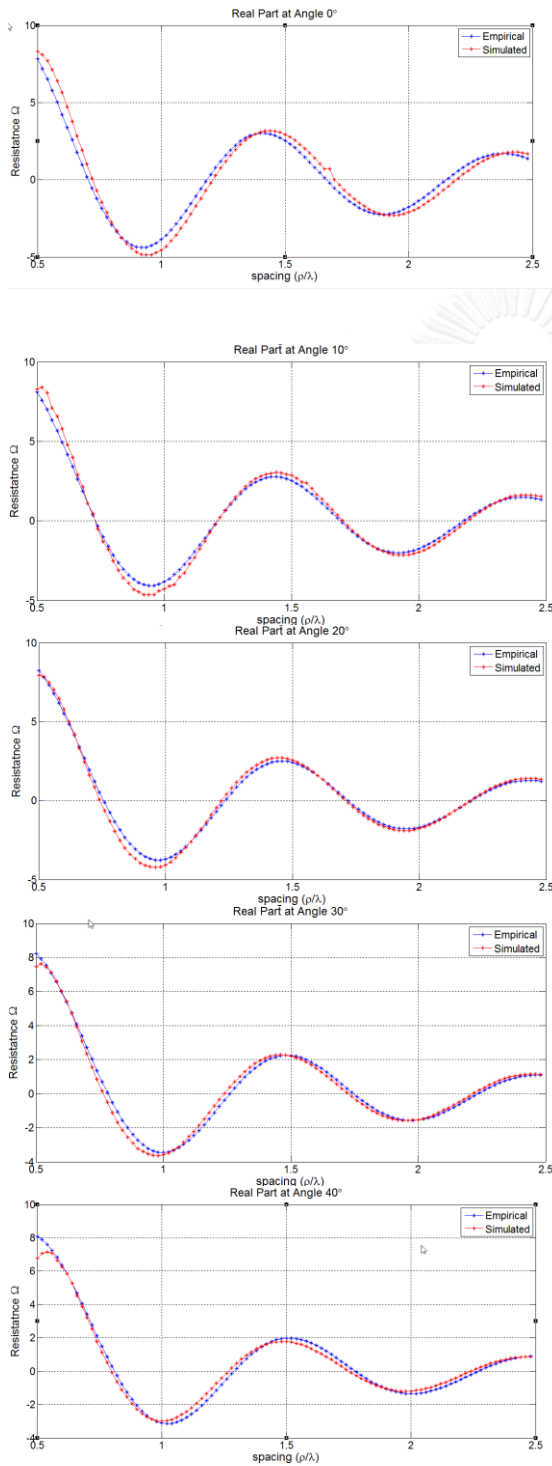 Real Part at Angle 0°
Empirical
Simulated
10
5
0
-5
Resistatnce Ω
0.5 1 1.5 2 2.5
spacing (ρ/λ)
Real Part at Angle 10°
Empirical
Simulated
10
5
0
-5
Resistatnce Ω
0.5 1 1.5 2 2.5
spacing (ρ/λ)
Real Part at Angle 20°
Empirical
Simulated
10
5
0
-5
Resistatnce Ω
0.5 1 1.5 2 2.5
spacing (ρ/λ)
Real Part at Angle 30°
Empirical
Simulated
10
8
6
4
2
0
-2
-4
Resistatnce Ω
0.5 1 1.5 2 2.5
spacing (ρ/λ)
Real Part at Angle 40°
Empirical
Simulated
10
8
6
4
2
0
-2
-4
Resistatnce Ω
0.5 1 1.5 2 2.5
spacing (ρ/λ)